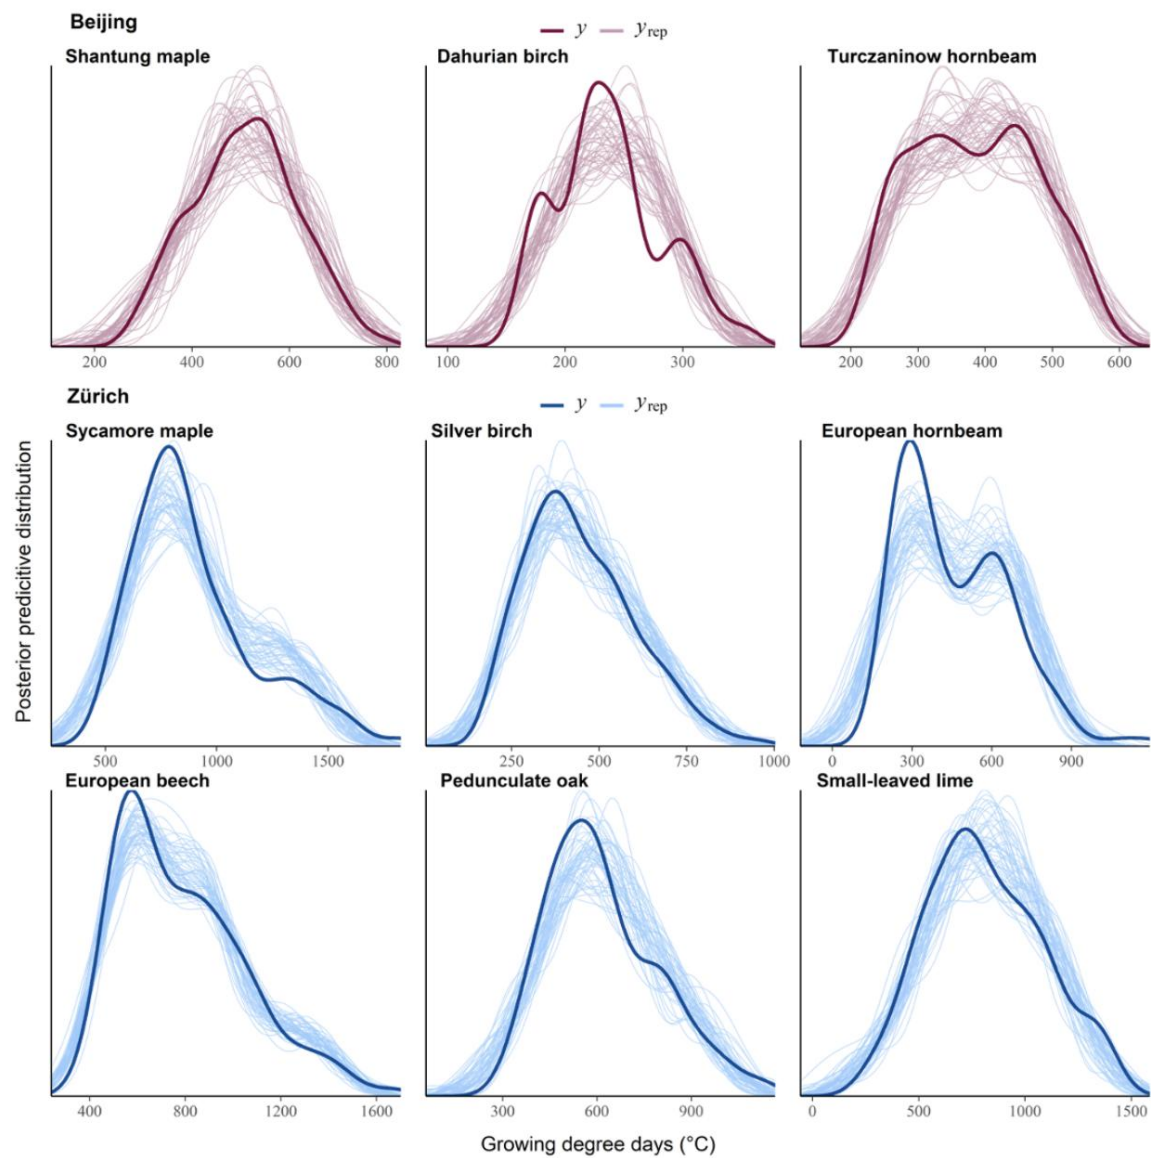 Beijing
y yrep
Shantung maple Dahurian birch Turczaninow hornbeam
200 400 600 800 100 200 300 200 300 400 500 600
Zürich
y yrep
Sycamore maple Silver birch European hornbeam
500 1000 1500 250 500 750 1000 0 300 600 900
European beech Pedunculate oak Small-leaved lime
400 800 1200 1600 300 600 900 0 500 1000 1500
Posterior predicitive distribution
Growing degree days (°C)